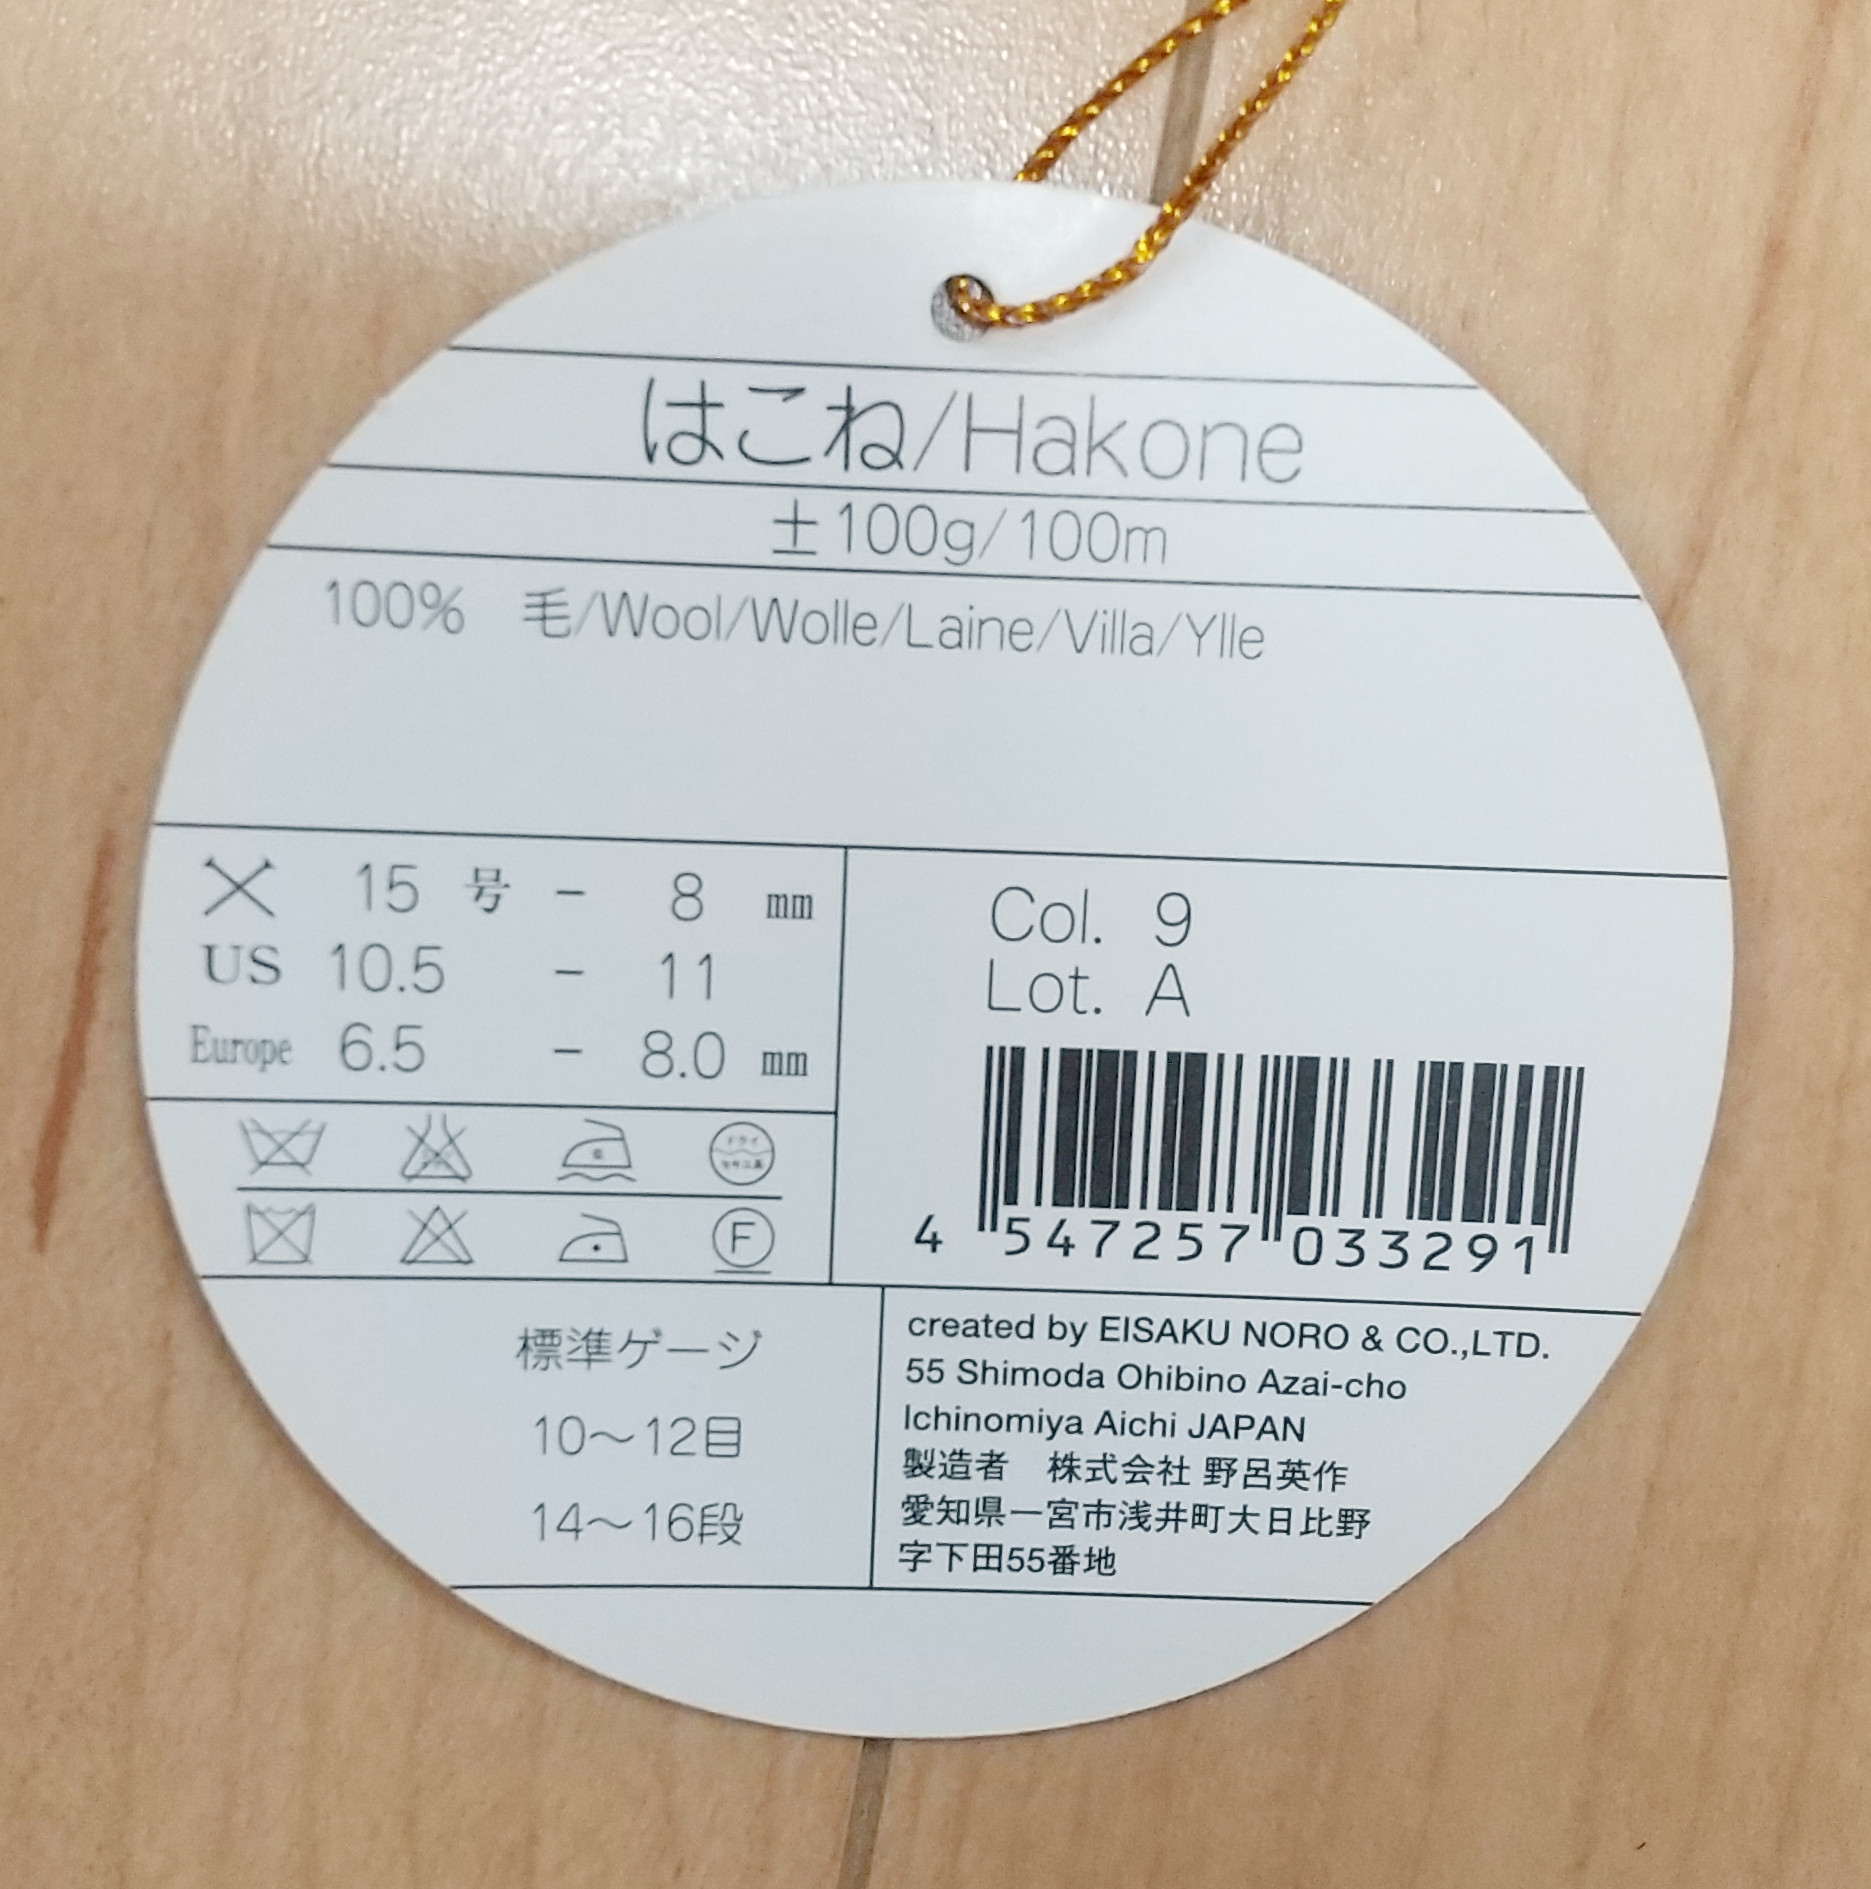 はこね/Hakone
±100g/100m
100% 毛/Wool/Wolle/Laine/Villa/Ylle
15 号 - 8 mm
US 10.5 - 11
Europe 6.5 - 8.0 mm
Col. 9
Lot. A
4 547257 033291
ドライ
F
標準ゲージ
10〜12目
14〜16段
created by EISAKU NORO & CO.,LTD.
55 Shimoda Ohibino Azai-cho
Ichinomiya Aichi JAPAN
製造者 株式会社 野呂英作
愛知県一宮市浅井町大日比野
字下田55番地